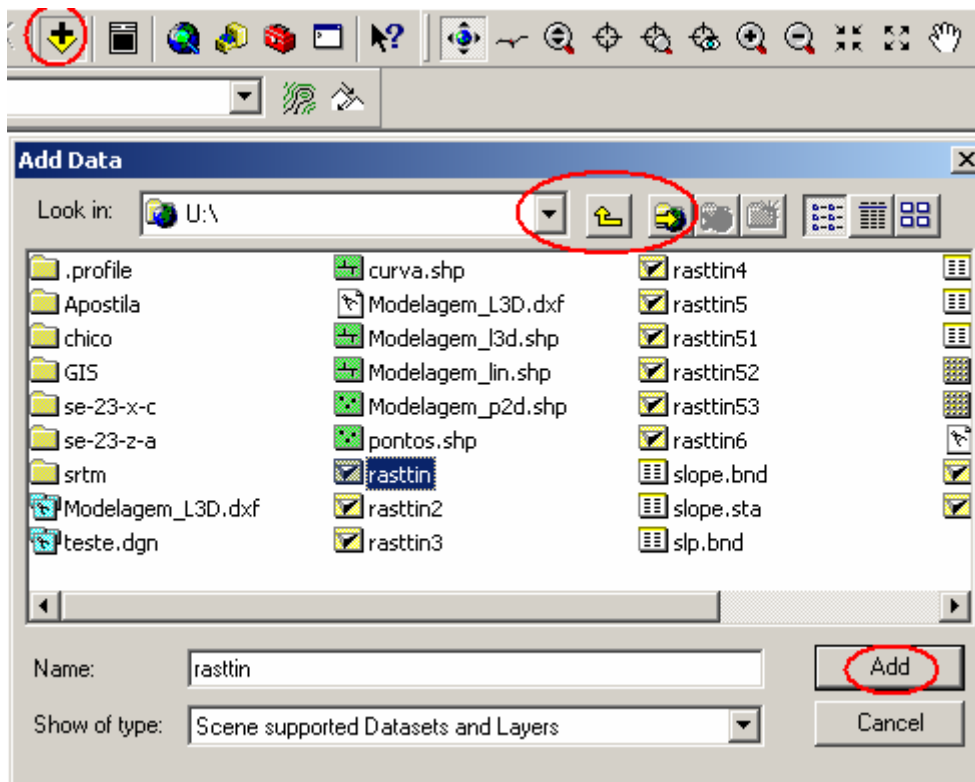 Add Data
Look in: U:\
.profile
Apostila
chico
GIS
se-23-x-c
se-23-z-a
srtm
Modelagem_L3D.dxf
teste.dgn
curva.shp
Modelagem_L3D.dxf
Modelagem_l3d.shp
Modelagem_lin.shp
Modelagem_p2d.shp
pontos.shp
rasttin
rasttin2
rasttin3
rasttin4
rasttin5
rasttin51
rasttin52
rasttin53
rasttin6
slope.bnd
slope.sta
slp.bnd
Name: rasttin
Add
Show of type: Scene supported Datasets and Layers
Cancel